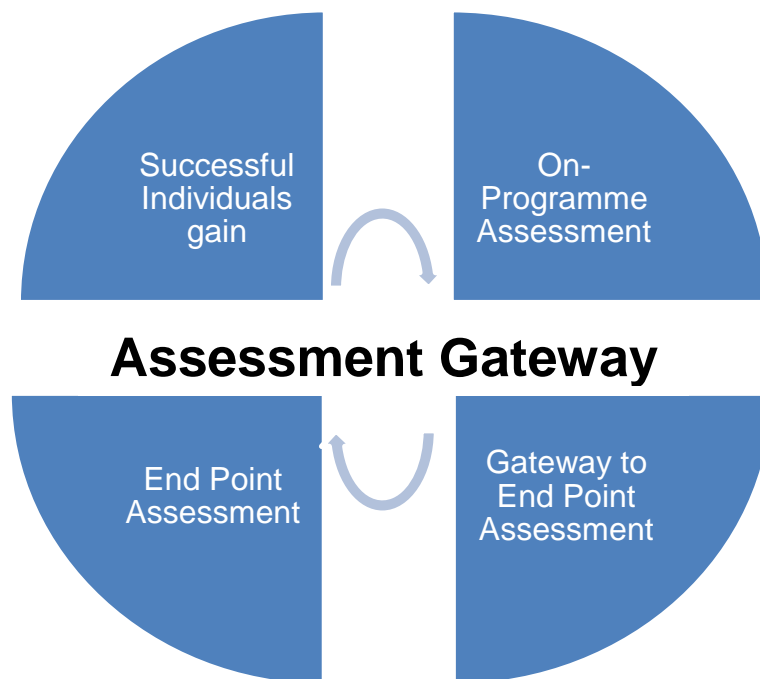 Successful
Individuals
gain
On-
Programme
Assessment
Assessment Gateway
End Point
Assessment
Gateway to
End Point
Assessment